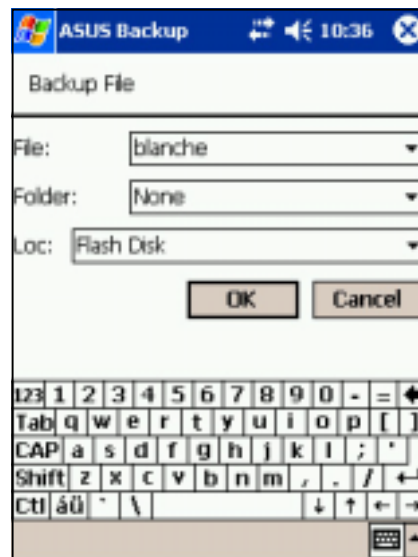 ASUS Backup 10:36
Backup File
File: blanche
Folder: None
Loc: Flash Disk
OK Cancel
123 1 2 3 4 5 6 7 8 9 0 - = ←
Tab q w e r t y u i o p [ ]
CAP a s d f g h j k l ; '
Shift z x c v b n m , . / ↵
Ctl áü ` \ ↓ ↑ ← →